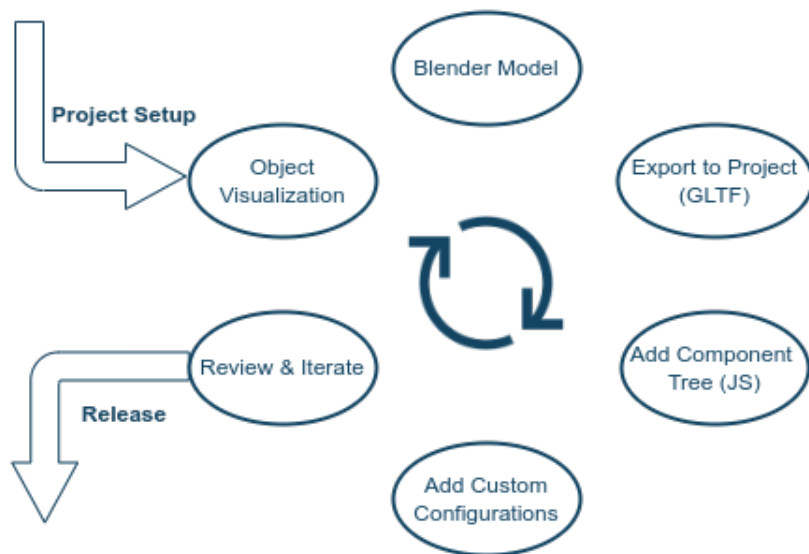 Blender Model
Project Setup
Object
Visualization
Export to Project
(GLTF)
Review & Iterate
Add Component
Tree (JS)
Release
Add Custom
Configurations